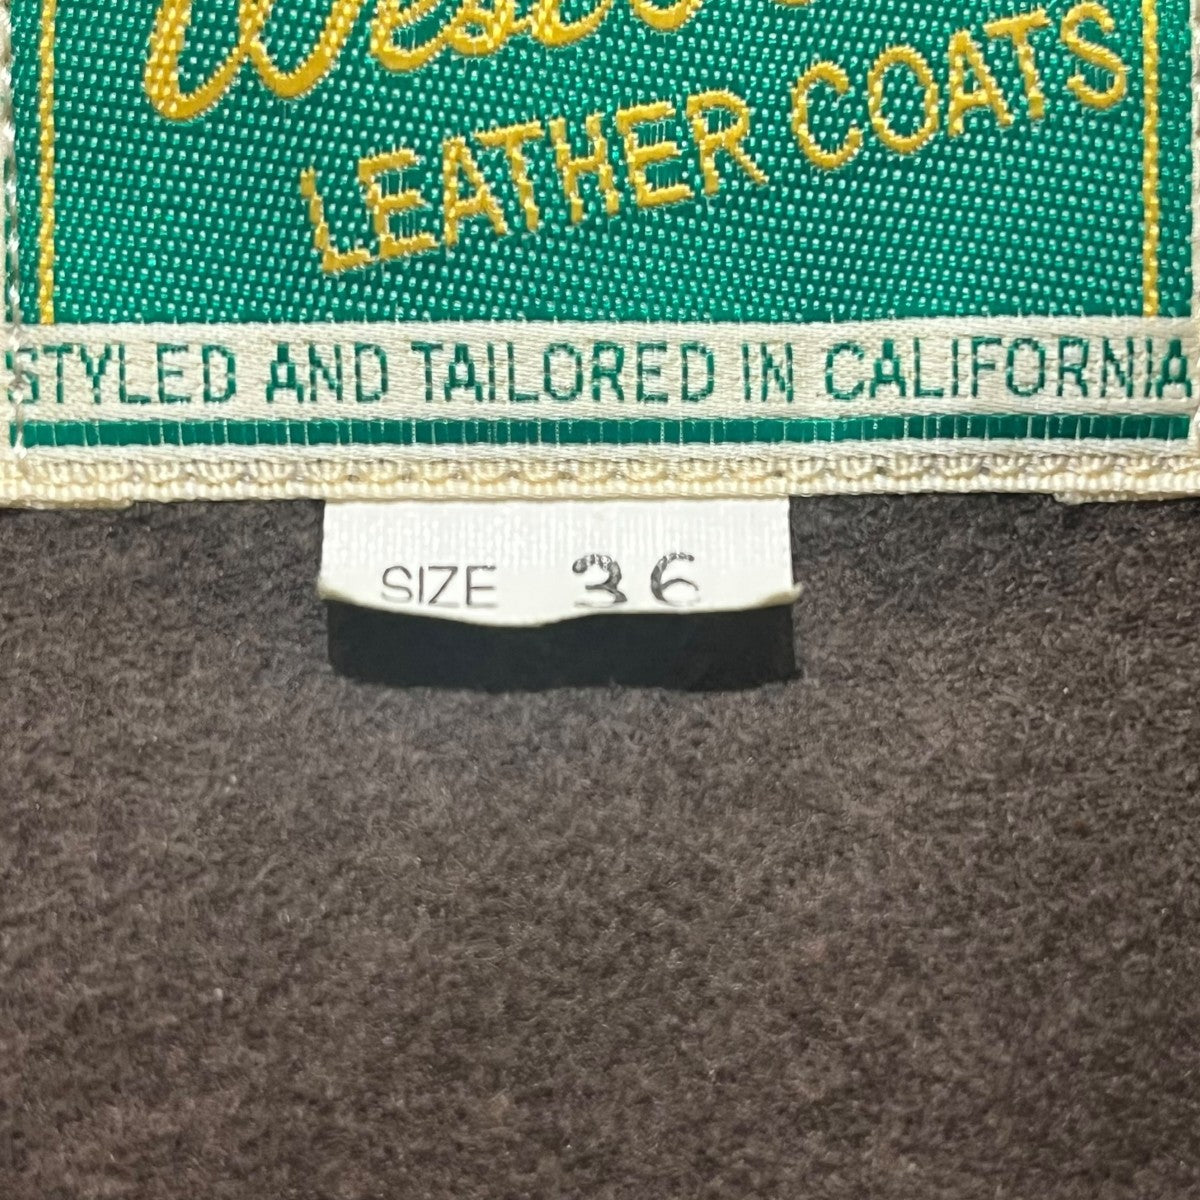 LEATHER COATS
STYLED AND TAILORED IN CALIFORNIA
SIZE 36